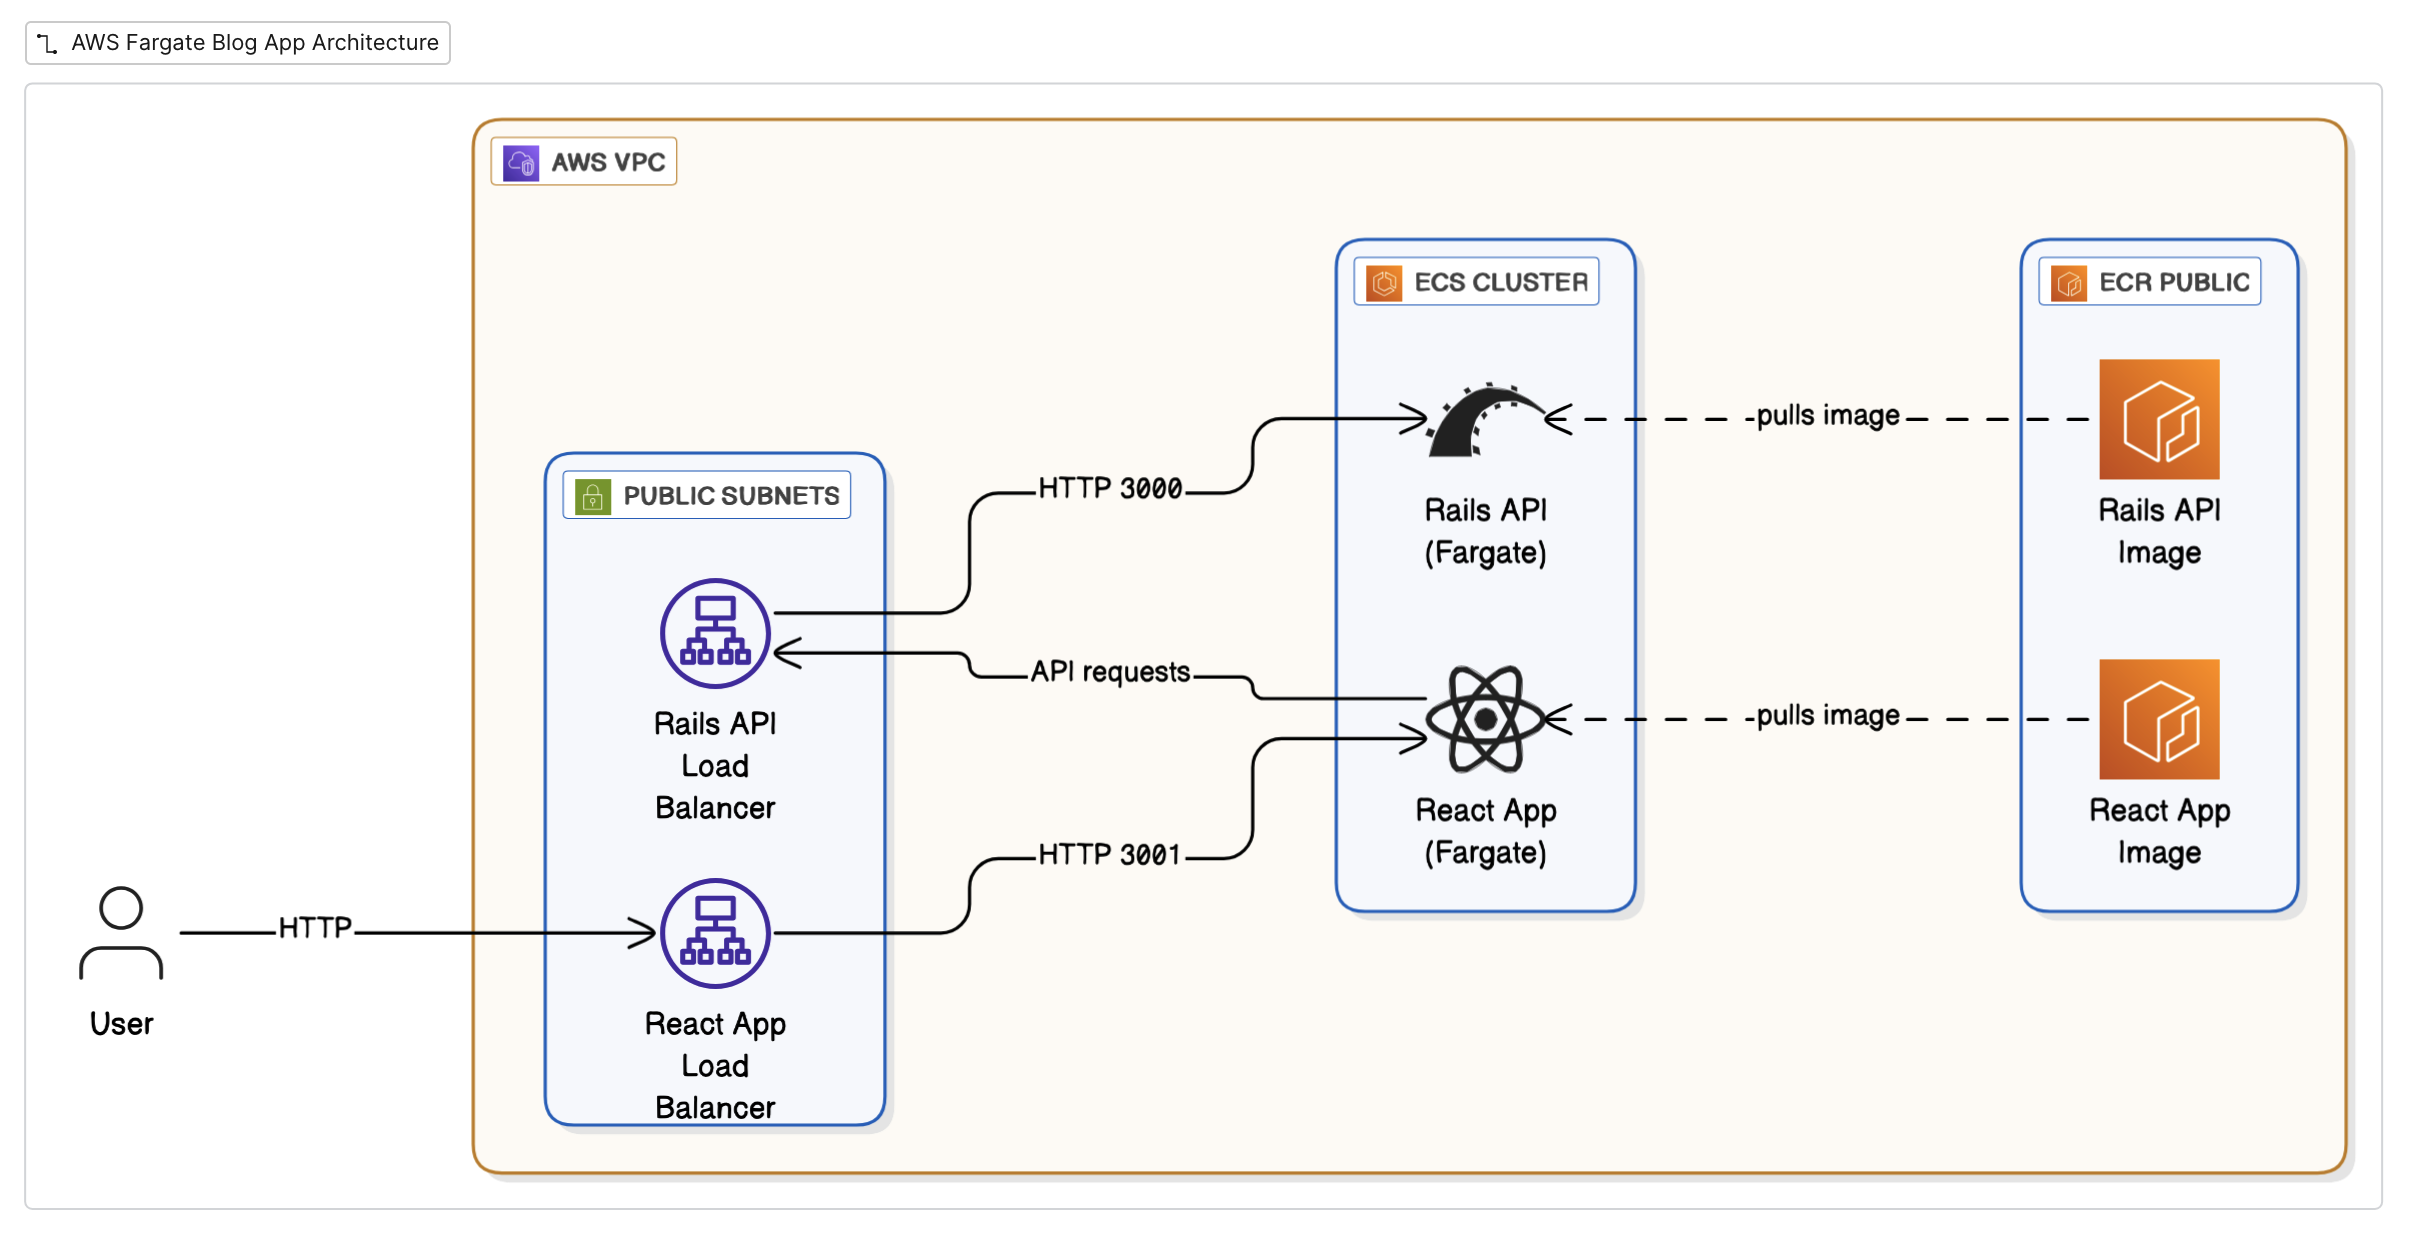 AWS Fargate Blog App Architecture
AWS VPC
ECS CLUSTER
ECR PUBLIC
pulls image
PUBLIC SUBNETS
HTTP 3000
Rails API
(Fargate)
Rails API
Image
API requests
Rails API
Load
Balancer
pulls image
React App
(Fargate)
React App
Image
HTTP 3001
HTTP
User
React App
Load
Balancer